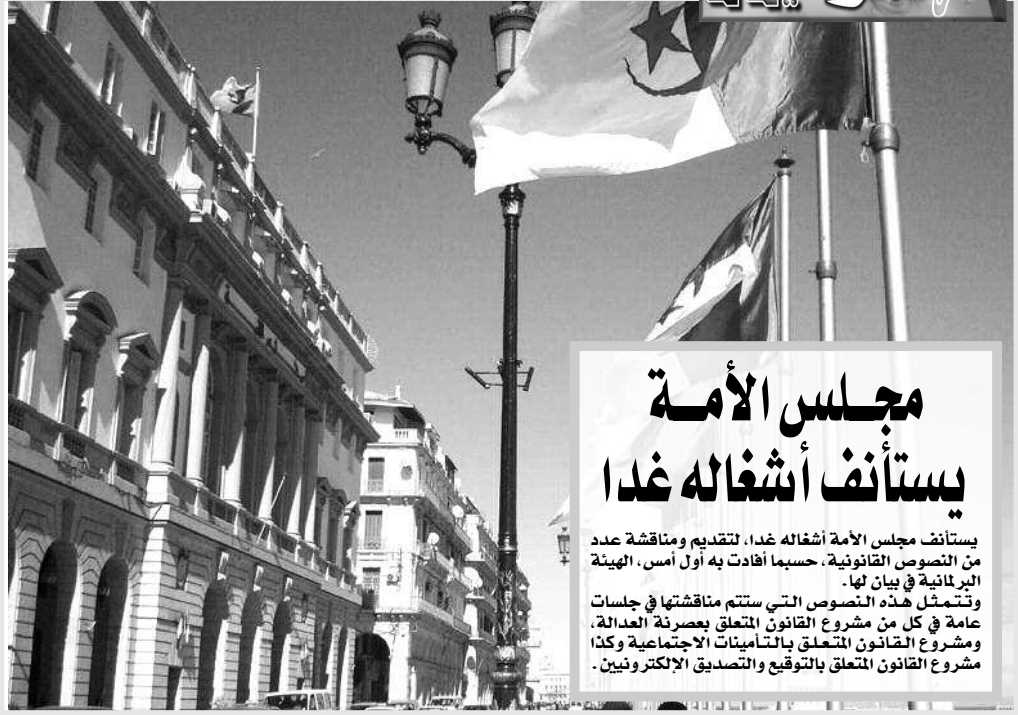 مجلس الأمة
يستأنف أشغاله غدا
يستأنف مجلس الأمة أشغاله غدا، لتقديم ومناقشة عدد
من النصوص القانونية، حسبما أفادت به أول أمس، الهيئة
البرلمانية في بيان لها.
وتتمثل هذه النصوص التي ستتم مناقشتها في جلسات
عامة في كل من مشروع القانون المتعلق بعصرنة العدالة،
ومشروع القانون المتعلق بالتأمينات الاجتماعية وكذا
مشروع القانون المتعلق بالتوقيع والتصديق الإلكترونيين.